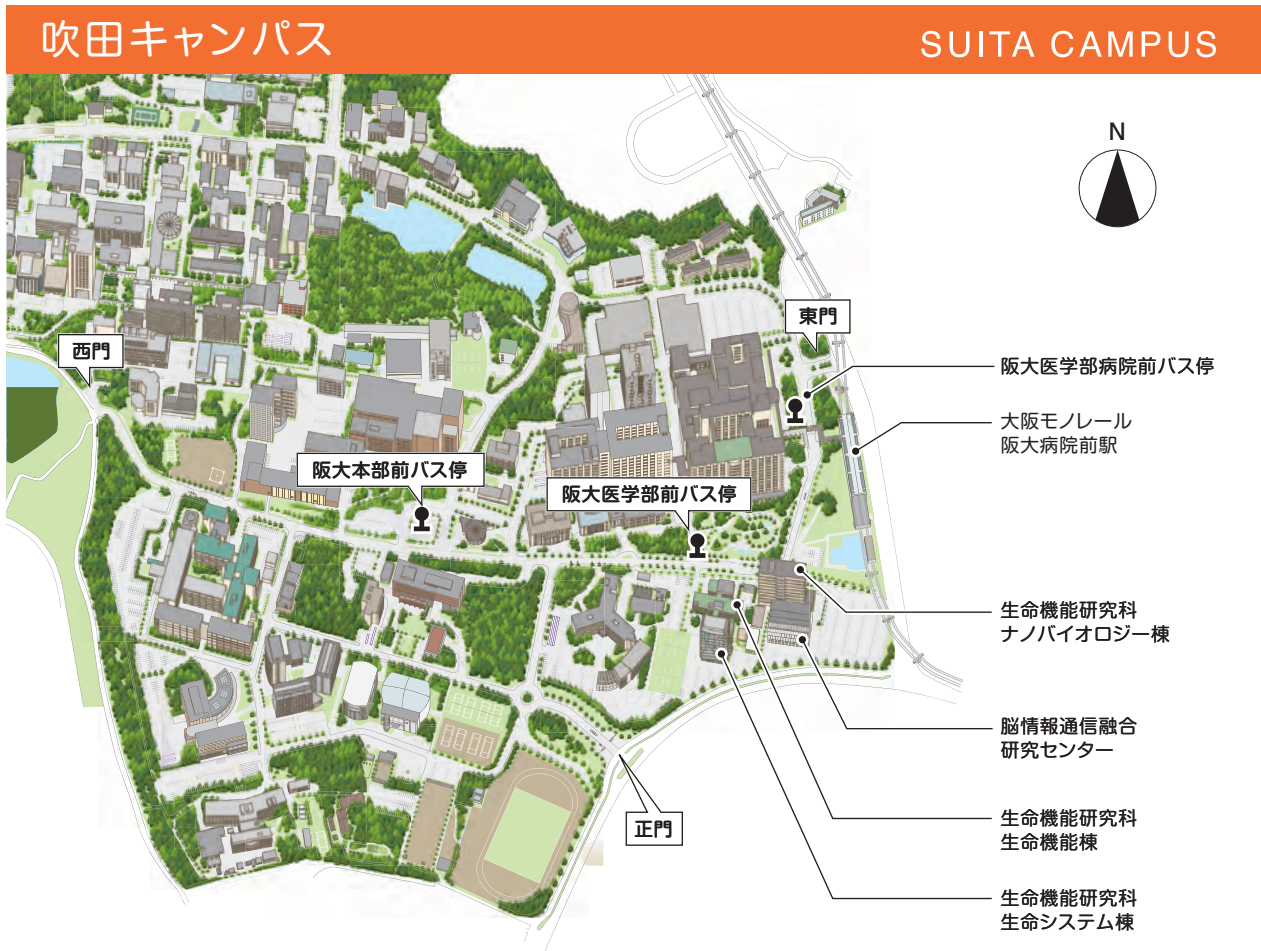 吹田キャンパス
SUITA CAMPUS
N
東門
西門
阪大医学部病院前バス停
大阪モノレール
阪大病院前駅
阪大本部前バス停
阪大医学部前バス停
生命機能研究科
ナノバイオロジー棟
脳情報通信融合
研究センター
正門
生命機能研究科
生命機能棟
生命機能研究科
生命システム棟